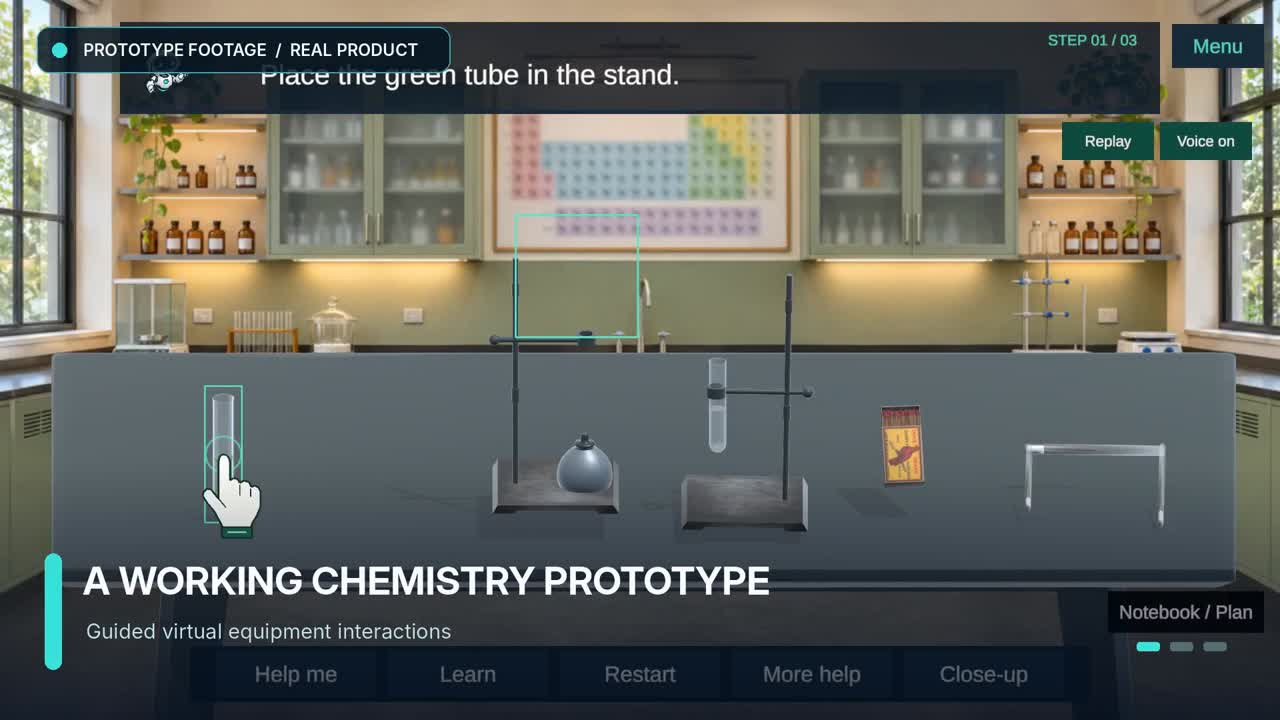 PROTOTYPE FOOTAGE / REAL PRODUCT
STEP 01 / 03
Menu
Place the green tube in the stand.
Replay
Voice on
A WORKING CHEMISTRY PROTOTYPE
Guided virtual equipment interactions
Notebook / Plan
Help me
Learn
Restart
More help
Close-up